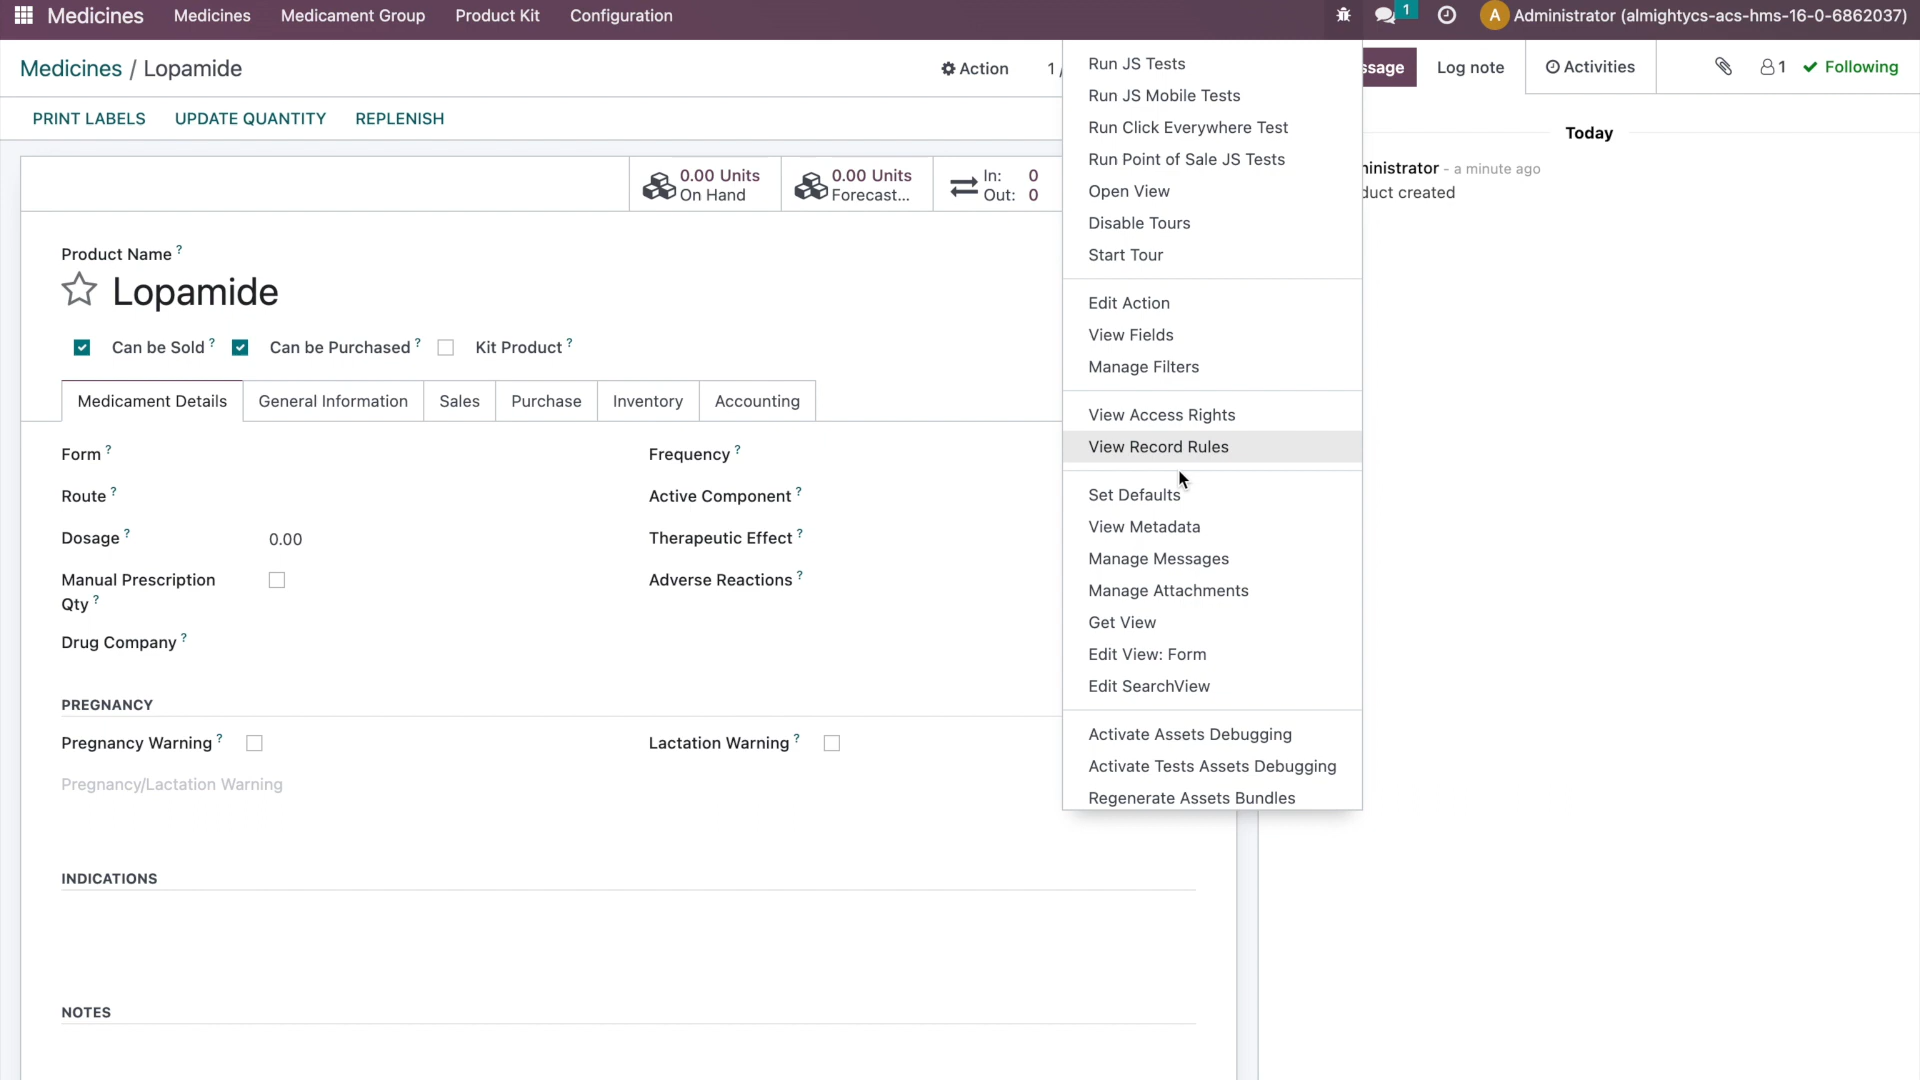 Medicines Medicines Medicament Group Product Kit Configuration 1 A Administrator (almightycs-acs-hms-16-0-6862037)
Medicines / Lopamide Action 1 / ssage Log note Activities 1 Following
PRINT LABELS UPDATE QUANTITY REPLENISH
Today
0.00 Units
On Hand
0.00 Units
Forecast...
In: 0
Out: 0
ninistrator - a minute ago
duct created
Product Name ?
Lopamide
Can be Sold ? Can be Purchased ? Kit Product ?
Medicament Details General Information Sales Purchase Inventory Accounting
Form ?
Route ?
Dosage ? 0.00
Manual Prescription
Qty ?
Drug Company ?
Frequency ?
Active Component ?
Therapeutic Effect ?
Adverse Reactions ?
PREGNANCY
Pregnancy Warning ? Lactation Warning ?
Pregnancy/Lactation Warning
INDICATIONS
NOTES
Run JS Tests
Run JS Mobile Tests
Run Click Everywhere Test
Run Point of Sale JS Tests
Open View
Disable Tours
Start Tour
Edit Action
View Fields
Manage Filters
View Access Rights
View Record Rules
Set Defaults
View Metadata
Manage Messages
Manage Attachments
Get View
Edit View: Form
Edit SearchView
Activate Assets Debugging
Activate Tests Assets Debugging
Regenerate Assets Bundles